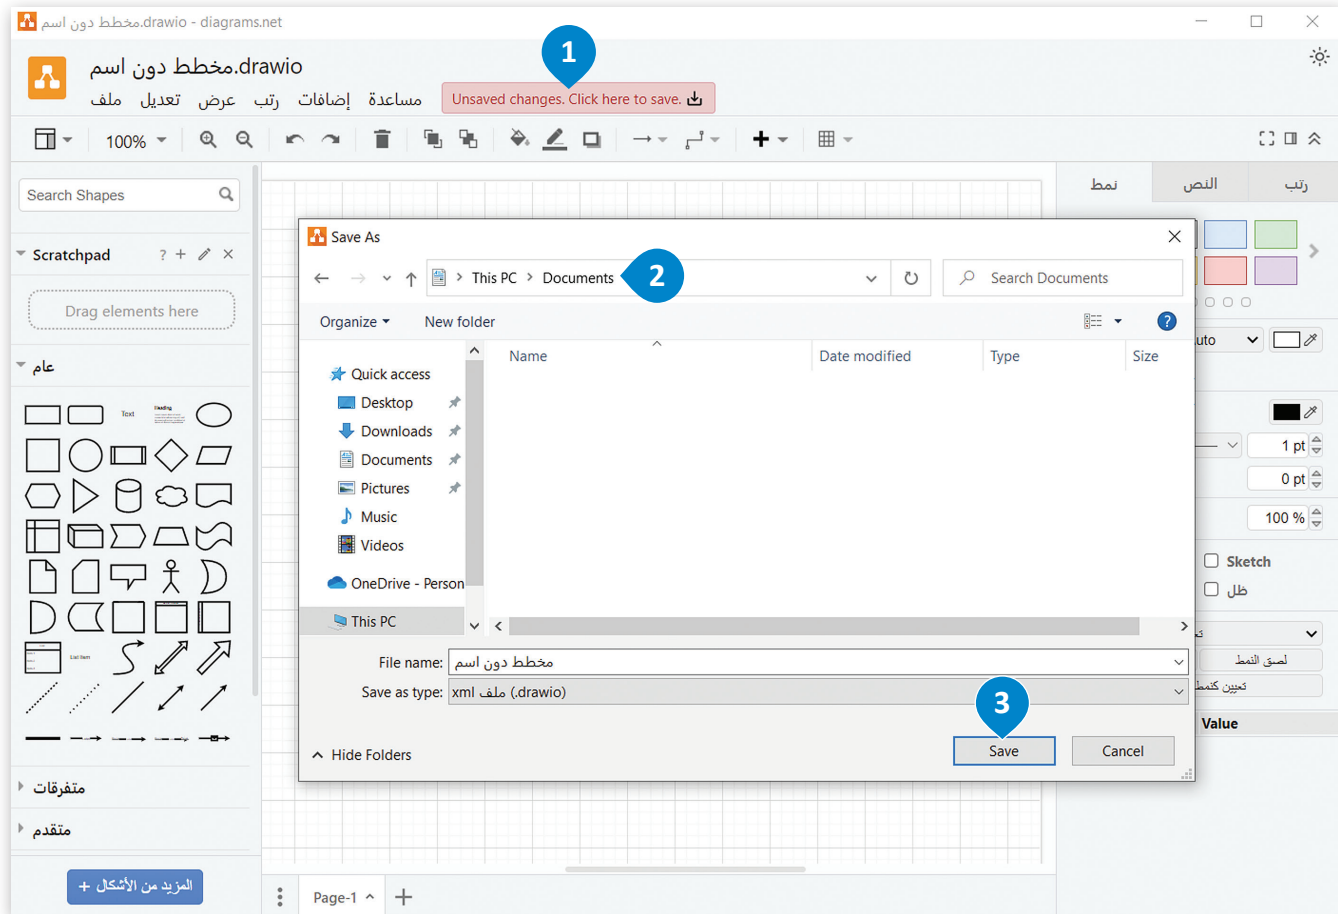 مخطط دون اسم.drawio - diagrams.net
مخطط دون اسم.drawio
ملف تعديل رتب عرض إضافات مساعدة
Unsaved changes. Click here to save.
1
100%
Search Shapes
Scratchpad
?
Drag elements here
عام
Text
Heading
List Item
متفرقات
متقدم
+ المزيد من الأشكال
نمط
النص
رتب
Save As
This PC > Documents
2
Search Documents
Organize
New folder
?
Name
Date modified
Type
Size
Quick access
Desktop
Downloads
Documents
Pictures
Music
Videos
OneDrive - Person
This PC
File name:
مخطط دون اسم
Save as type:
ملف xml (.drawio)
3
Hide Folders
Save
Cancel
uto
1 pt
0 pt
100 %
Sketch
ظل
لصق النمط
تعيين كنمط
Value
Page-1